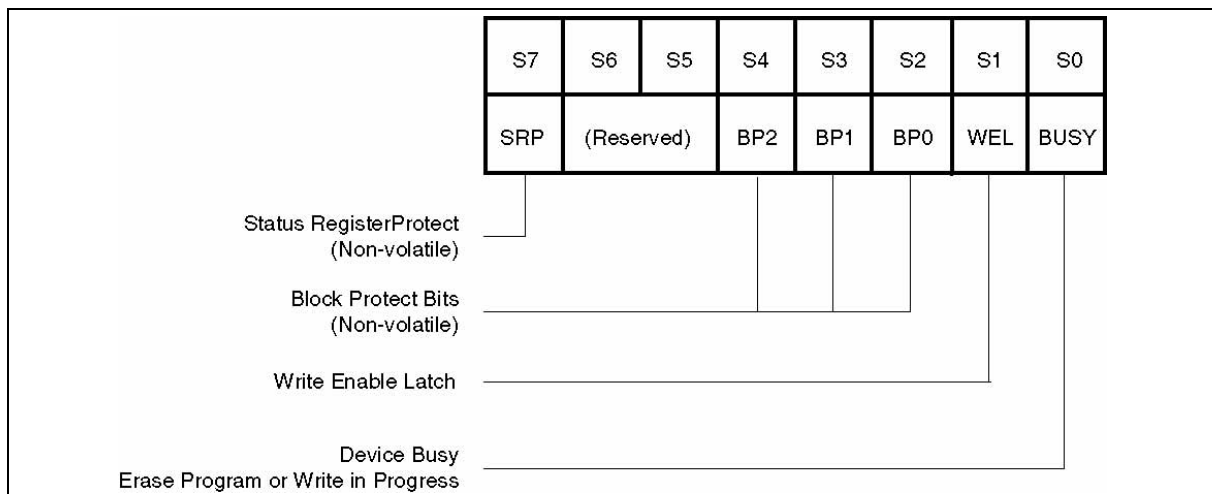 S7 S6 S5 S4 S3 S2 S1 S0
SRP (Reserved) BP2 BP1 BP0 WEL BUSY
Status RegisterProtect
(Non-volatile)
Block Protect Bits
(Non-volatile)
Write Enable Latch
Device Busy
Erase Program or Write in Progress